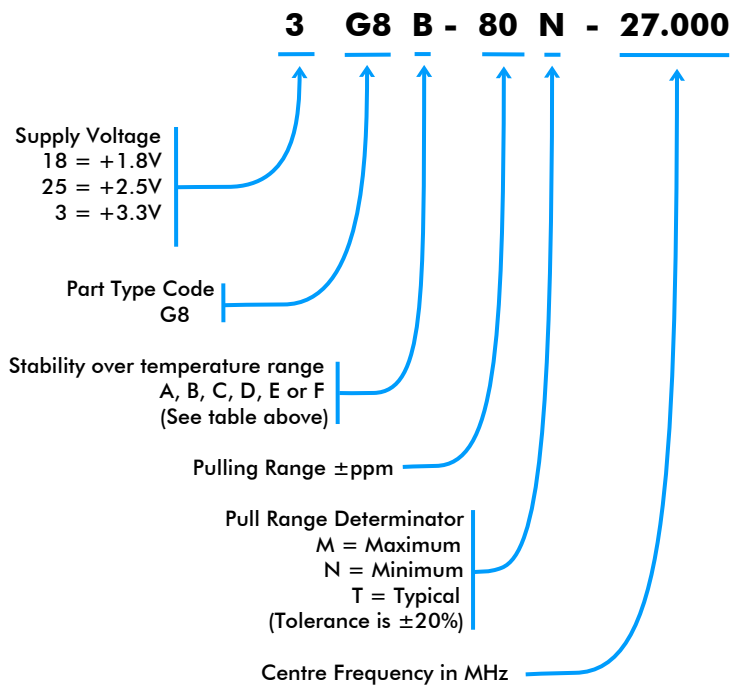 3 G8 B - 80 N - 27.000
Supply Voltage
18 = +1.8V
25 = +2.5V
3 = +3.3V
Part Type Code
G8
Stability over temperature range
A, B, C, D, E or F
(See table above)
Pulling Range ±ppm
Pull Range Determinator
M = Maximum
N = Minimum
T = Typical
(Tolerance is ±20%)
Centre Frequency in MHz